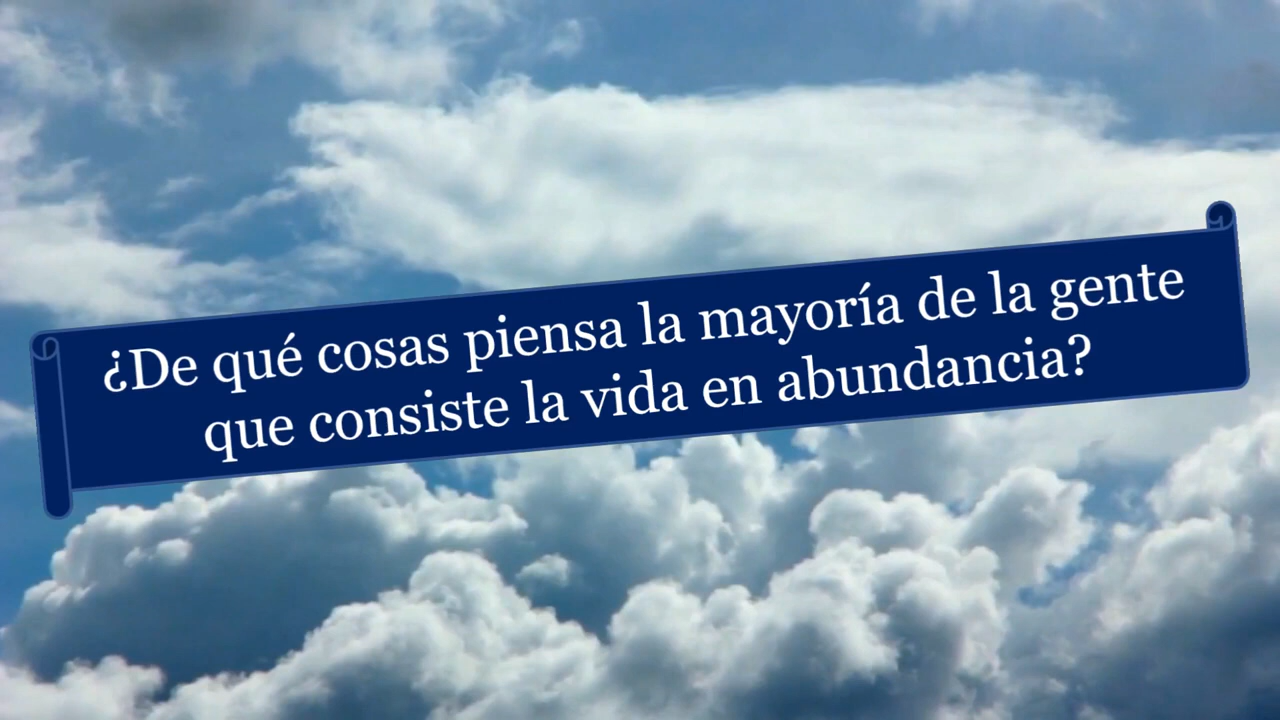 ¿De qué cosas piensa la mayoría de la gente
que consiste la vida en abundancia?